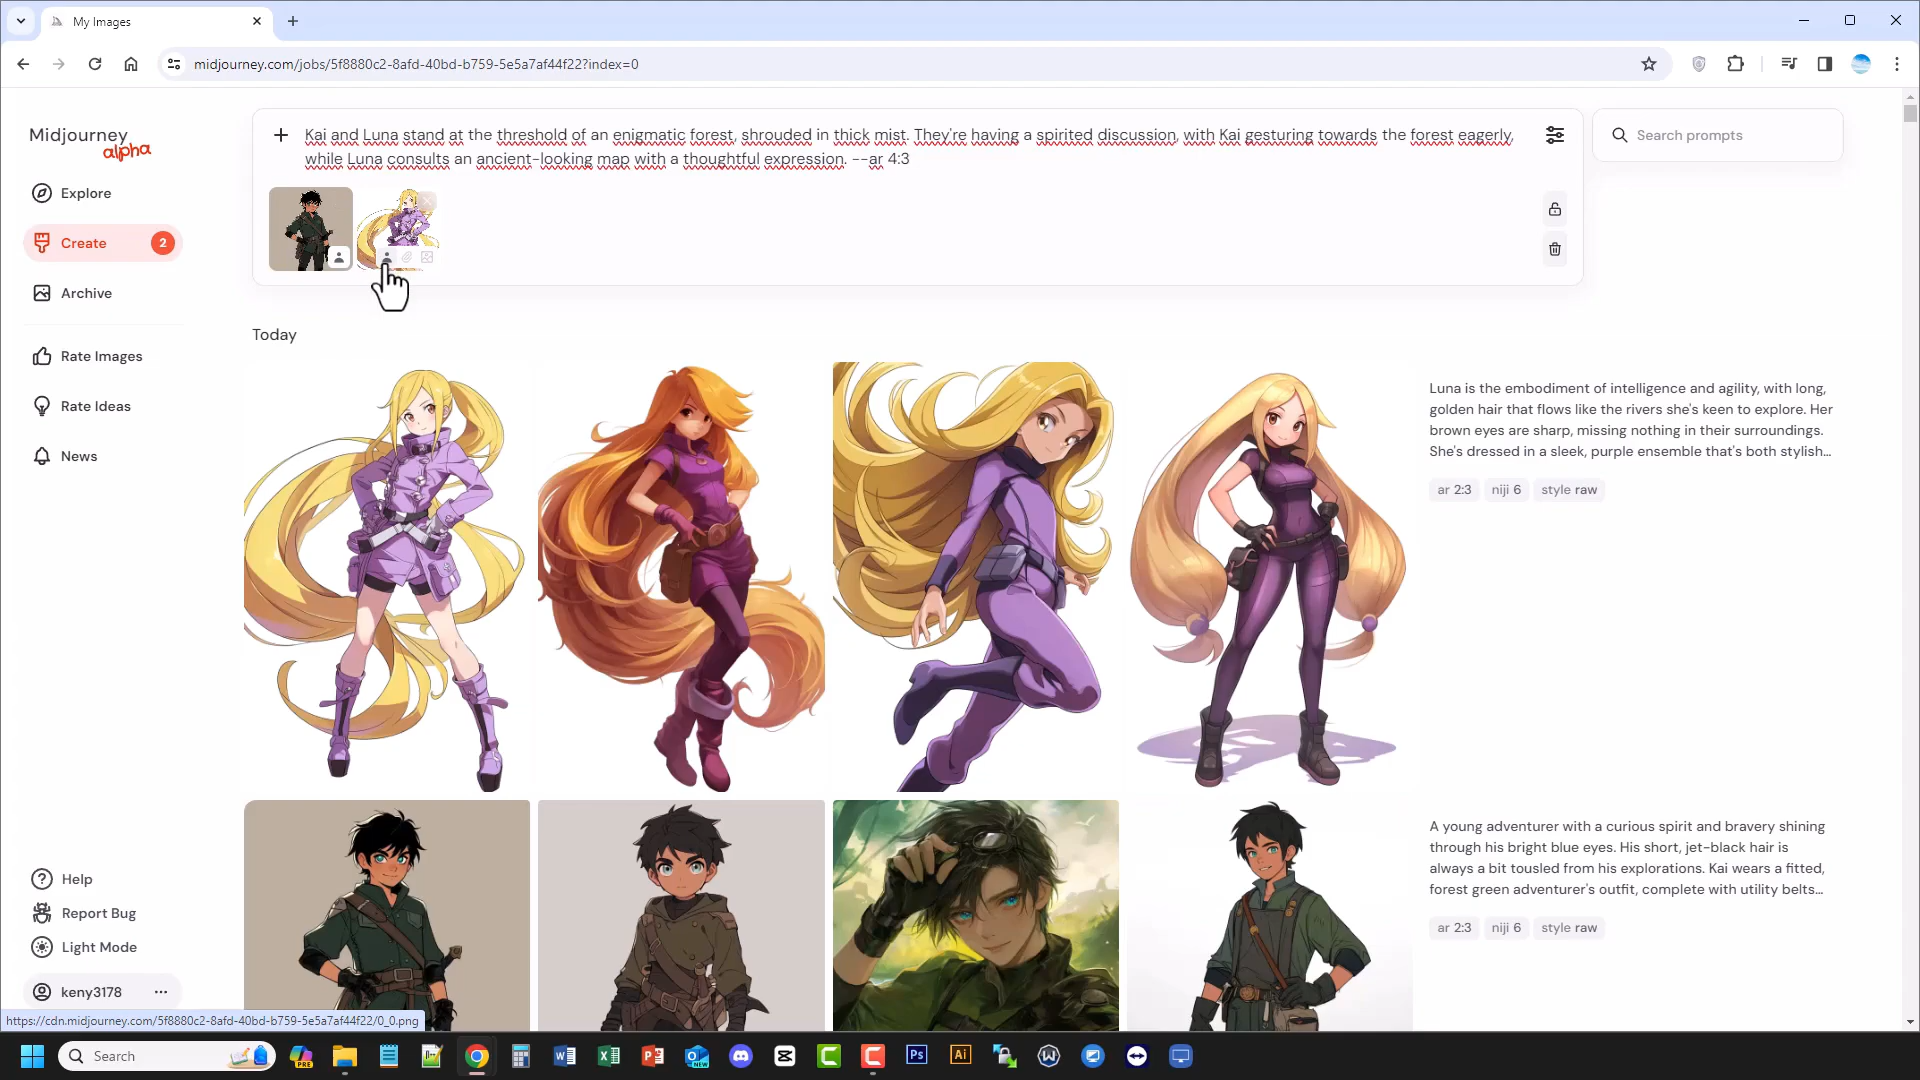 My Images
midjourney.com/jobs/5f8880c2-8afd-40bd-b759-5e5a7af44f22?index=0
Midjourney
alpha
Explore
Create 2
Archive
Rate Images
Rate Ideas
News
Help
Report Bug
Light Mode
keny3178 ...
Kai and Luna stand at the threshold of an enigmatic forest, shrouded in thick mist. They're having a spirited discussion, with Kai gesturing towards the forest eagerly,
while Luna consults an ancient-looking map with a thoughtful expression. --ar 4:3
Search prompts
Today
Luna is the embodiment of intelligence and agility, with long,
golden hair that flows like the rivers she's keen to explore. Her
brown eyes are sharp, missing nothing in their surroundings.
She's dressed in a sleek, purple ensemble that's both stylish...
ar 2:3 niji 6 style raw
A young adventurer with a curious spirit and bravery shining
through his bright blue eyes. His short, jet-black hair is
always a bit tousled from his explorations. Kai wears a fitted,
forest green adventurer's outfit, complete with utility belts...
ar 2:3 niji 6 style raw
https://cdn.midjourney.com/5f8880c2-8afd-40bd-b759-5e5a7af44f22/0_0.png
Search
PRE
NEW
Ps
Ai